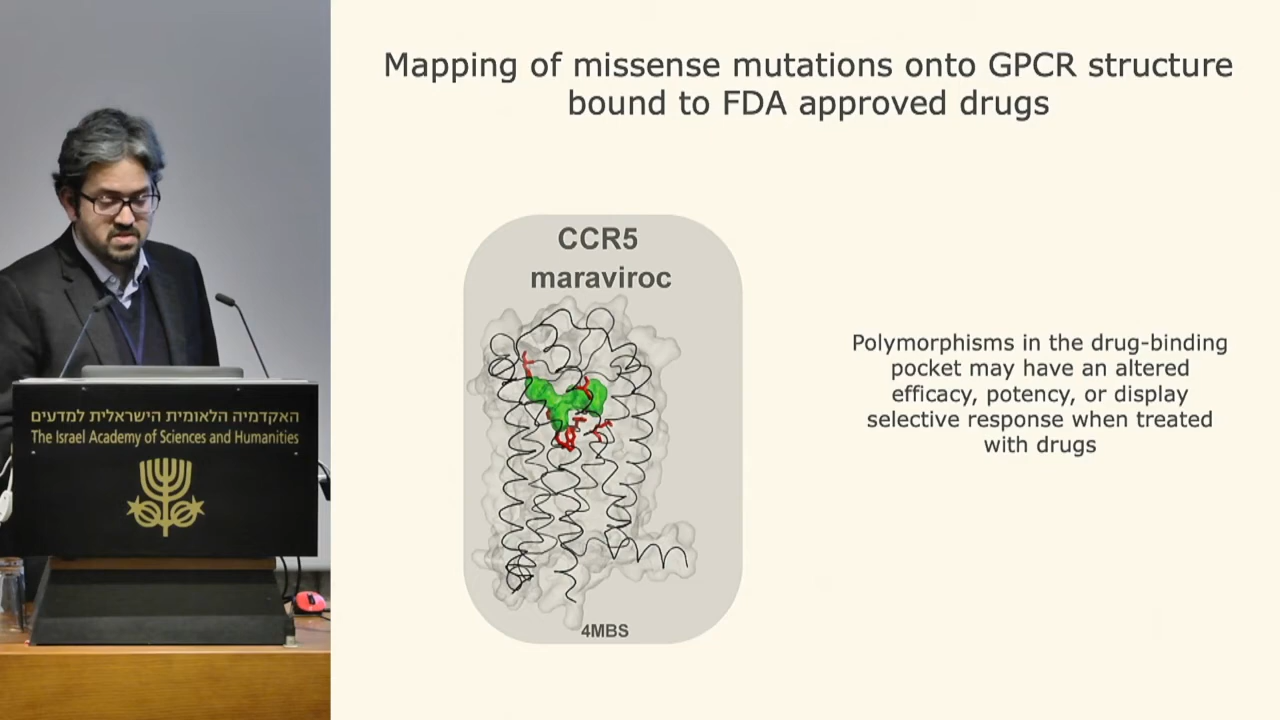 Mapping of missense mutations onto GPCR structure
bound to FDA approved drugs
CCR5
maraviroc
4MBS
Polymorphisms in the drug-binding
pocket may have an altered
efficacy, potency, or display
selective response when treated
with drugs
האקדמיה הלאומית הישראלית למדעים
The Israel Academy of Sciences and Humanities